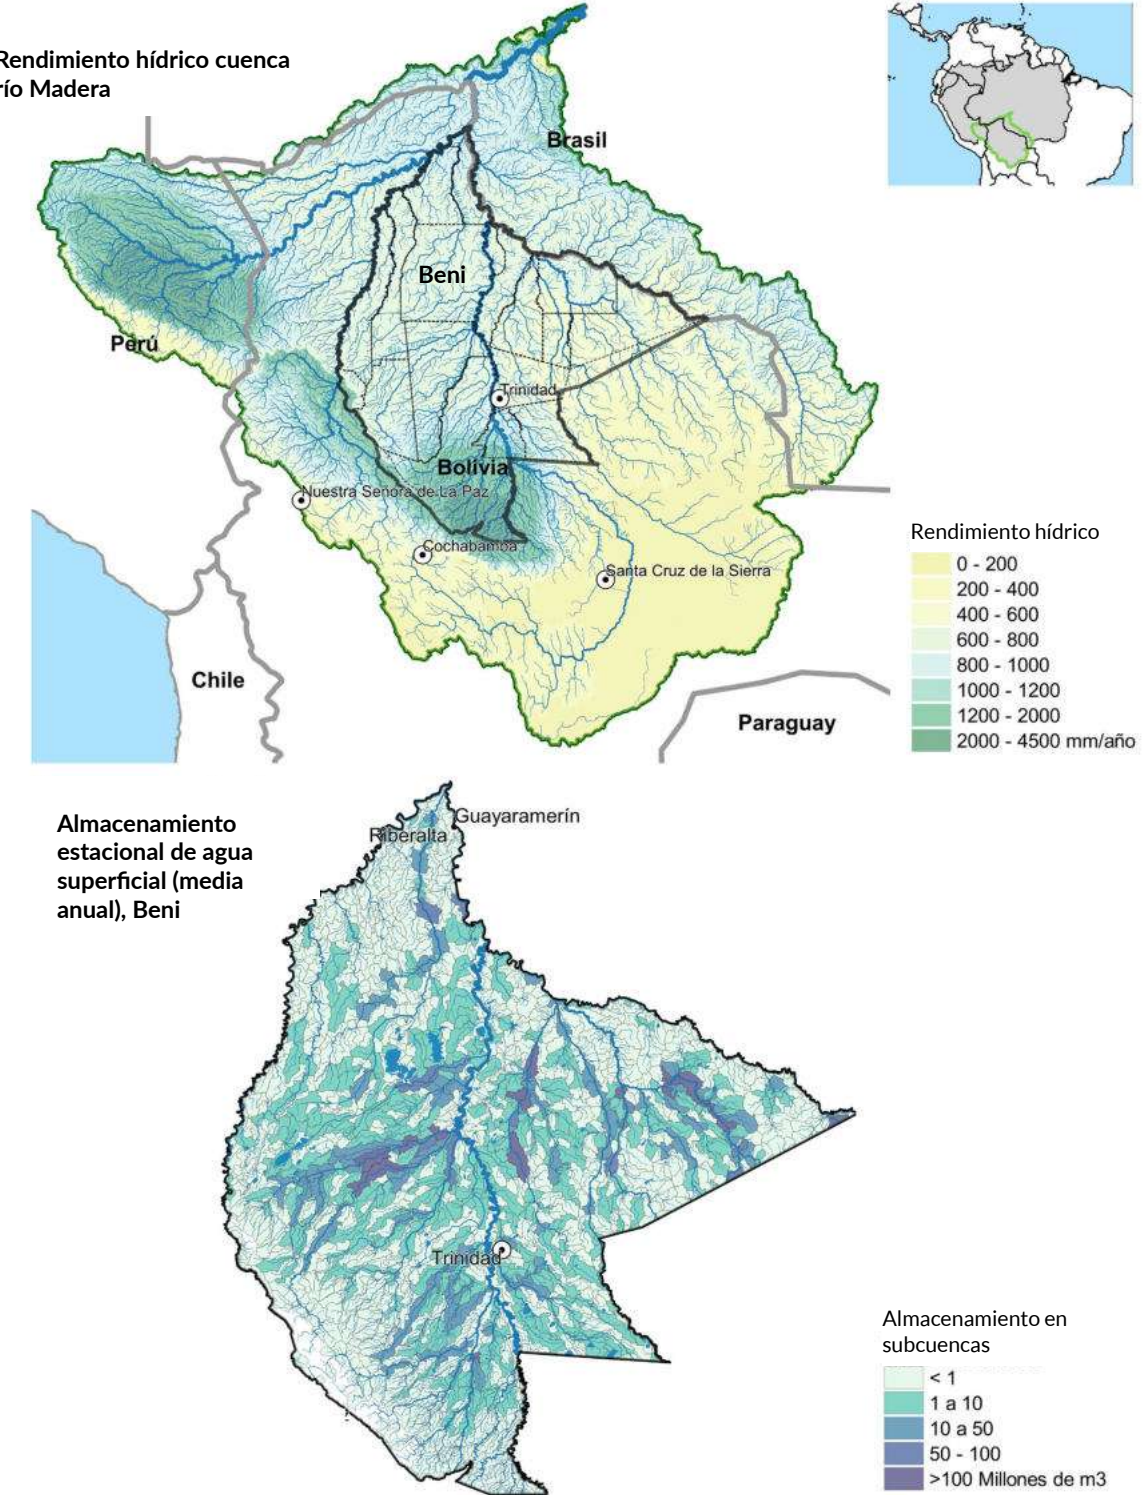 Rendimiento hídrico cuenca
río Madera
Brasil
Beni
Perú
Trinidad
Bolivia
Nuestra Senora de La Paz
Cochabamba
Santa Cruz de la Sierra
Chile
Paraguay
Rendimiento hídrico
0 - 200
200 - 400
400 - 600
600 - 800
800 - 1000
1000 - 1200
1200 - 2000
2000 - 4500 mm/año
Almacenamiento
estacional de agua
superficial (media
anual), Beni
Guayaramerín
Riberalta
Trinidad
Almacenamiento en
subcuencas
< 1
1 a 10
10 a 50
50 - 100
>100 Millones de m3